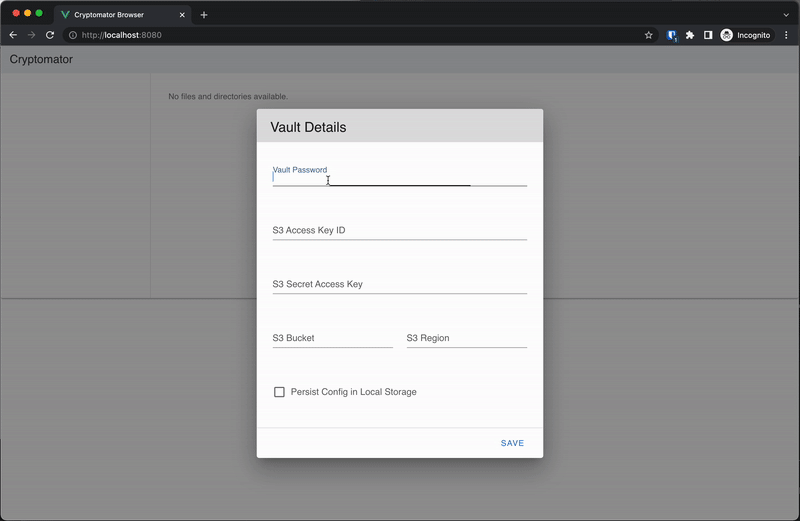 Cryptomator Browser
http://localhost:8080
1
Incognito
Cryptomator
No files and directories available.
Vault Details
Vault Password
S3 Access Key ID
S3 Secret Access Key
S3 Bucket
S3 Region
Persist Config in Local Storage
SAVE